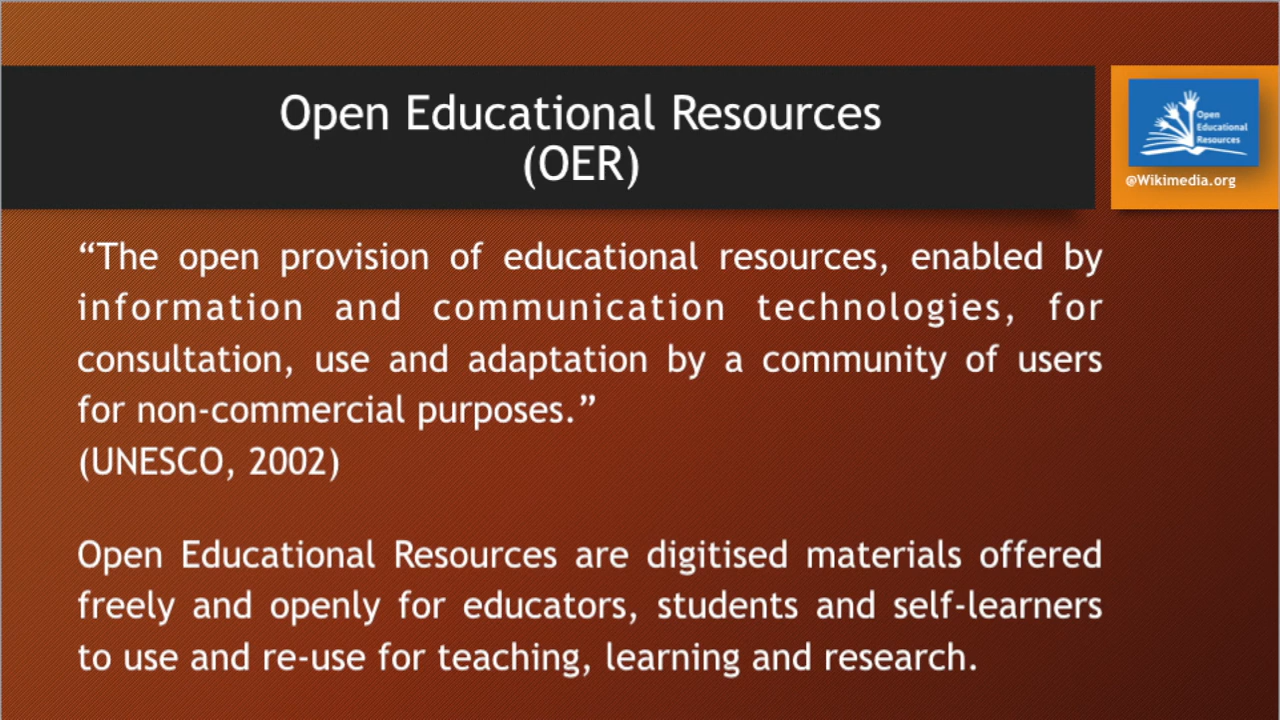 Open Educational Resources
(OER)
Open
Educational
Resources
@Wikimedia.org
“The open provision of educational resources, enabled by
information and communication technologies, for
consultation, use and adaptation by a community of users
for non-commercial purposes.”
(UNESCO, 2002)
Open Educational Resources are digitised materials offered
freely and openly for educators, students and self-learners
to use and re-use for teaching, learning and research.